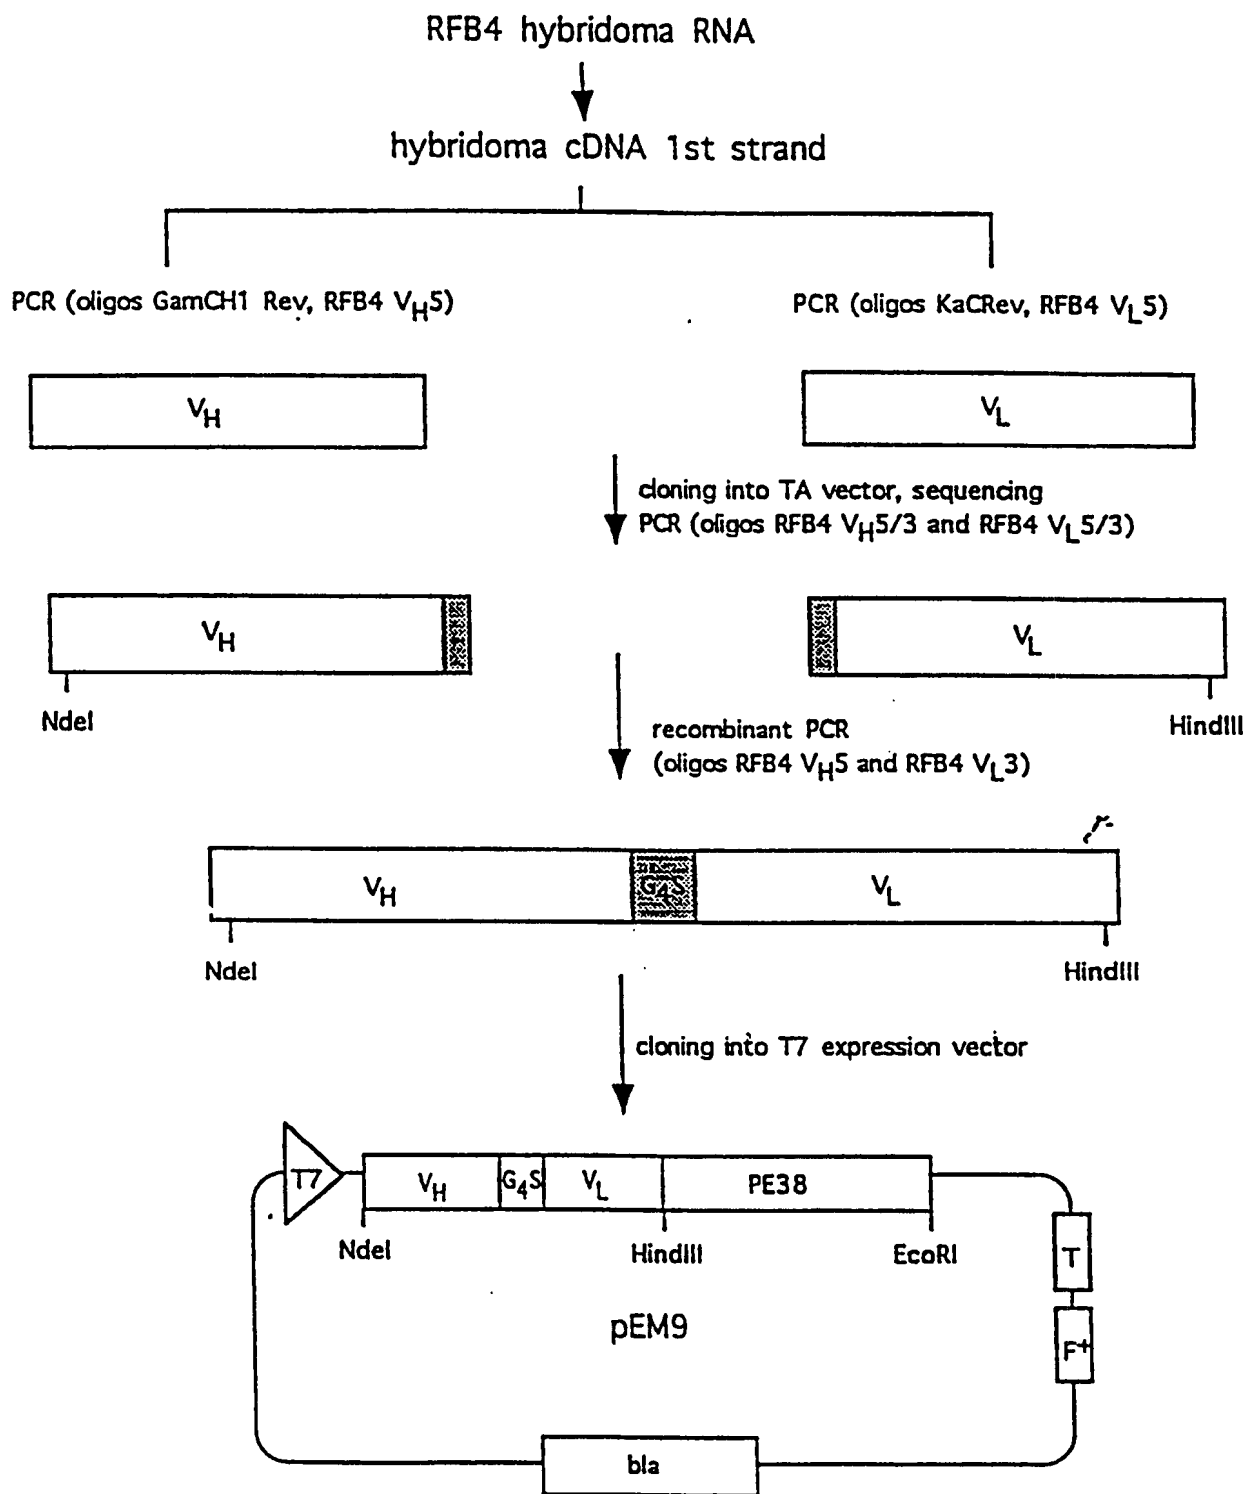 RFB4 hybridoma RNA
hybridoma cDNA 1st strand
PCR (oligos GamCH1 Rev, RFB4 VH5)
PCR (oligos KaCRev, RFB4 VL5)
VH
VL
cloning into TA vector, sequencing
PCR (oligos RFB4 VH5/3 and RFB4 VL5/3)
VH
VL
NdeI
HindIII
recombinant PCR
(oligos RFB4 VH5 and RFB4 VL3)
VH
G4S
VL
NdeI
HindIII
cloning into T7 expression vector
T7
VH
G4S
VL
PE38
NdeI
HindIII
EcoRI
T
pEM9
F+
bla